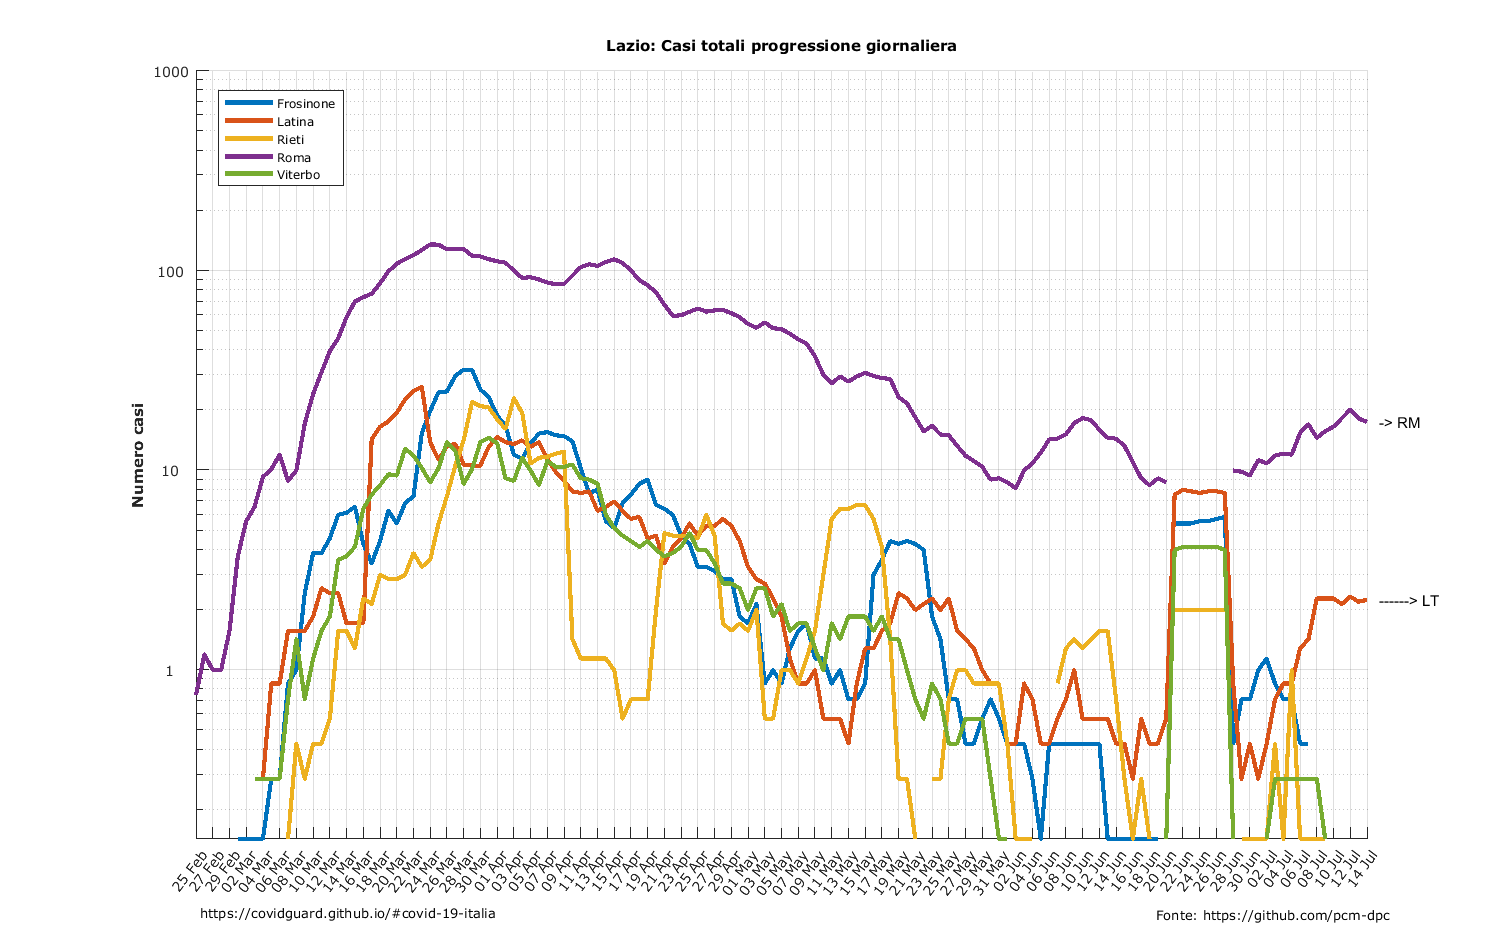 Lazio: Casi totali progressione giornaliera
1000
100
10
1
Numero casi
Frosinone
Latina
Rieti
Roma
Viterbo
-> RM
------> LT
25 Feb
27 Feb
29 Feb
02 Mar
04 Mar
06 Mar
08 Mar
10 Mar
12 Mar
14 Mar
16 Mar
18 Mar
20 Mar
22 Mar
24 Mar
26 Mar
28 Mar
30 Mar
01 Apr
03 Apr
05 Apr
07 Apr
09 Apr
11 Apr
13 Apr
15 Apr
17 Apr
19 Apr
21 Apr
23 Apr
25 Apr
27 Apr
29 Apr
01 May
03 May
05 May
07 May
09 May
11 May
13 May
15 May
17 May
19 May
21 May
23 May
25 May
27 May
29 May
31 May
02 Jun
04 Jun
06 Jun
08 Jun
10 Jun
12 Jun
14 Jun
16 Jun
18 Jun
20 Jun
22 Jun
24 Jun
26 Jun
28 Jun
30 Jun
02 Jul
04 Jul
06 Jul
08 Jul
10 Jul
12 Jul
14 Jul
https://covidguard.github.io/#covid-19-italia
Fonte: https://github.com/pcm-dpc